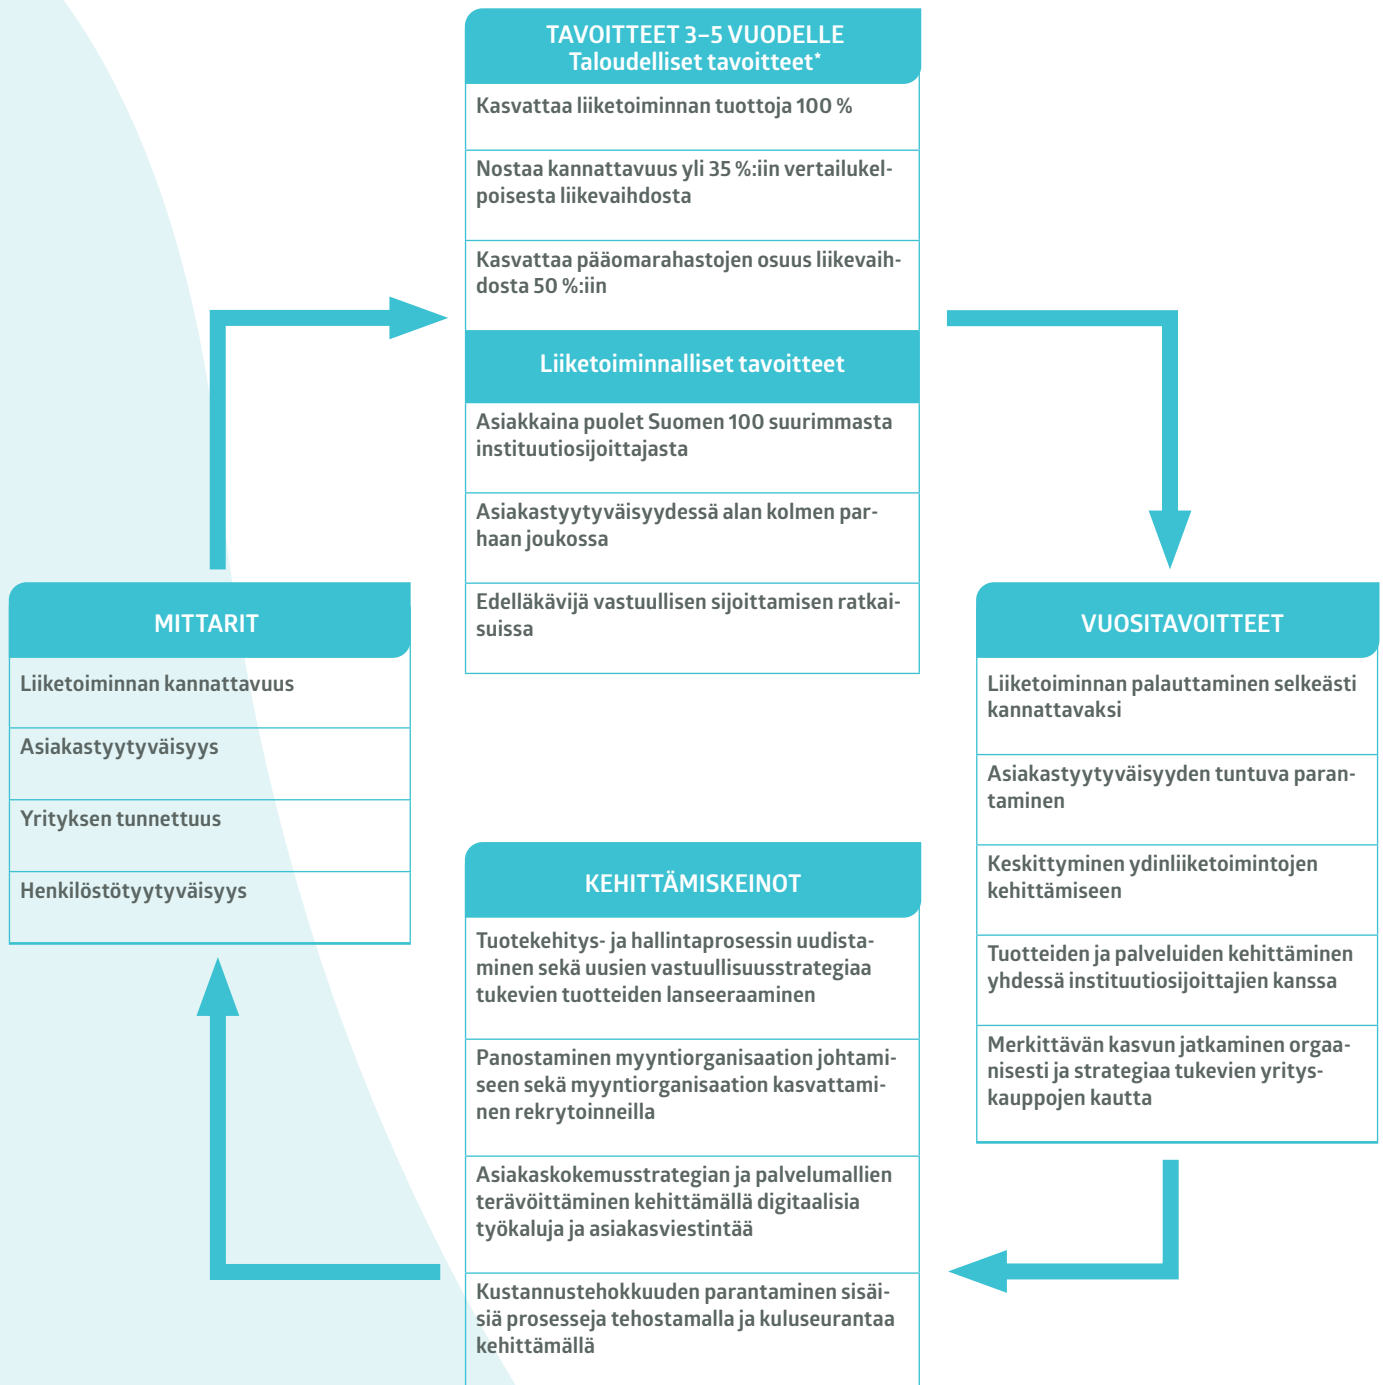 TAVOITTEET 3–5 VUODELLE
Taloudelliset tavoitteet*
Kasvattaa liiketoiminnan tuottoja 100 %
Nostaa kannattavuus yli 35 %:iin vertailukel-
poisesta liikevaihdosta
Kasvattaa pääomarahastojen osuus liikevaih-
dosta 50 %:iin
Liiketoiminnalliset tavoitteet
Asiakkaina puolet Suomen 100 suurimmasta
instituutiosijoittajasta
Asiakastyytyväisyydessä alan kolmen par-
haan joukossa
Edelläkävijä vastuullisen sijoittamisen ratkai-
suissa
VUOSITAVOITTEET
Liiketoiminnan palauttaminen selkeästi
kannattavaksi
Asiakastyytyväisyyden tuntuva paran-
taminen
Keskittyminen ydinliiketoimintojen
kehittämiseen
Tuotteiden ja palveluiden kehittäminen
yhdessä instituutiosijoittajien kanssa
Merkittävän kasvun jatkaminen orgaa-
nisesti ja strategiaa tukevien yritys-
kauppojen kautta
KEHITTÄMISKEINOT
Tuotekehitys- ja hallintaprosessin uudista-
minen sekä uusien vastuullisuusstrategiaa
tukevien tuotteiden lanseeraaminen
Panostaminen myyntiorganisaation johtami-
seen sekä myyntiorganisaation kasvattami-
nen rekrytoinneilla
Asiakaskokemusstrategian ja palvelumallien
terävöittäminen kehittämällä digitaalisia
työkaluja ja asiakasviestintää
Kustannustehokkuuden parantaminen sisäi-
siä prosesseja tehostamalla ja kuluseurantaa
kehittämällä
MITTARIT
Liiketoiminnan kannattavuus
Asiakastyytyväisyys
Yrityksen tunnettuus
Henkilöstötyytyväisyys